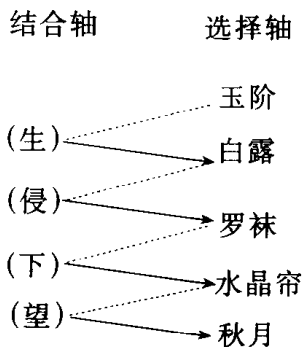 结合轴 选择轴
玉阶
(生) 白露
(侵)
罗袜
(下) 水晶帘
(望) 秋月